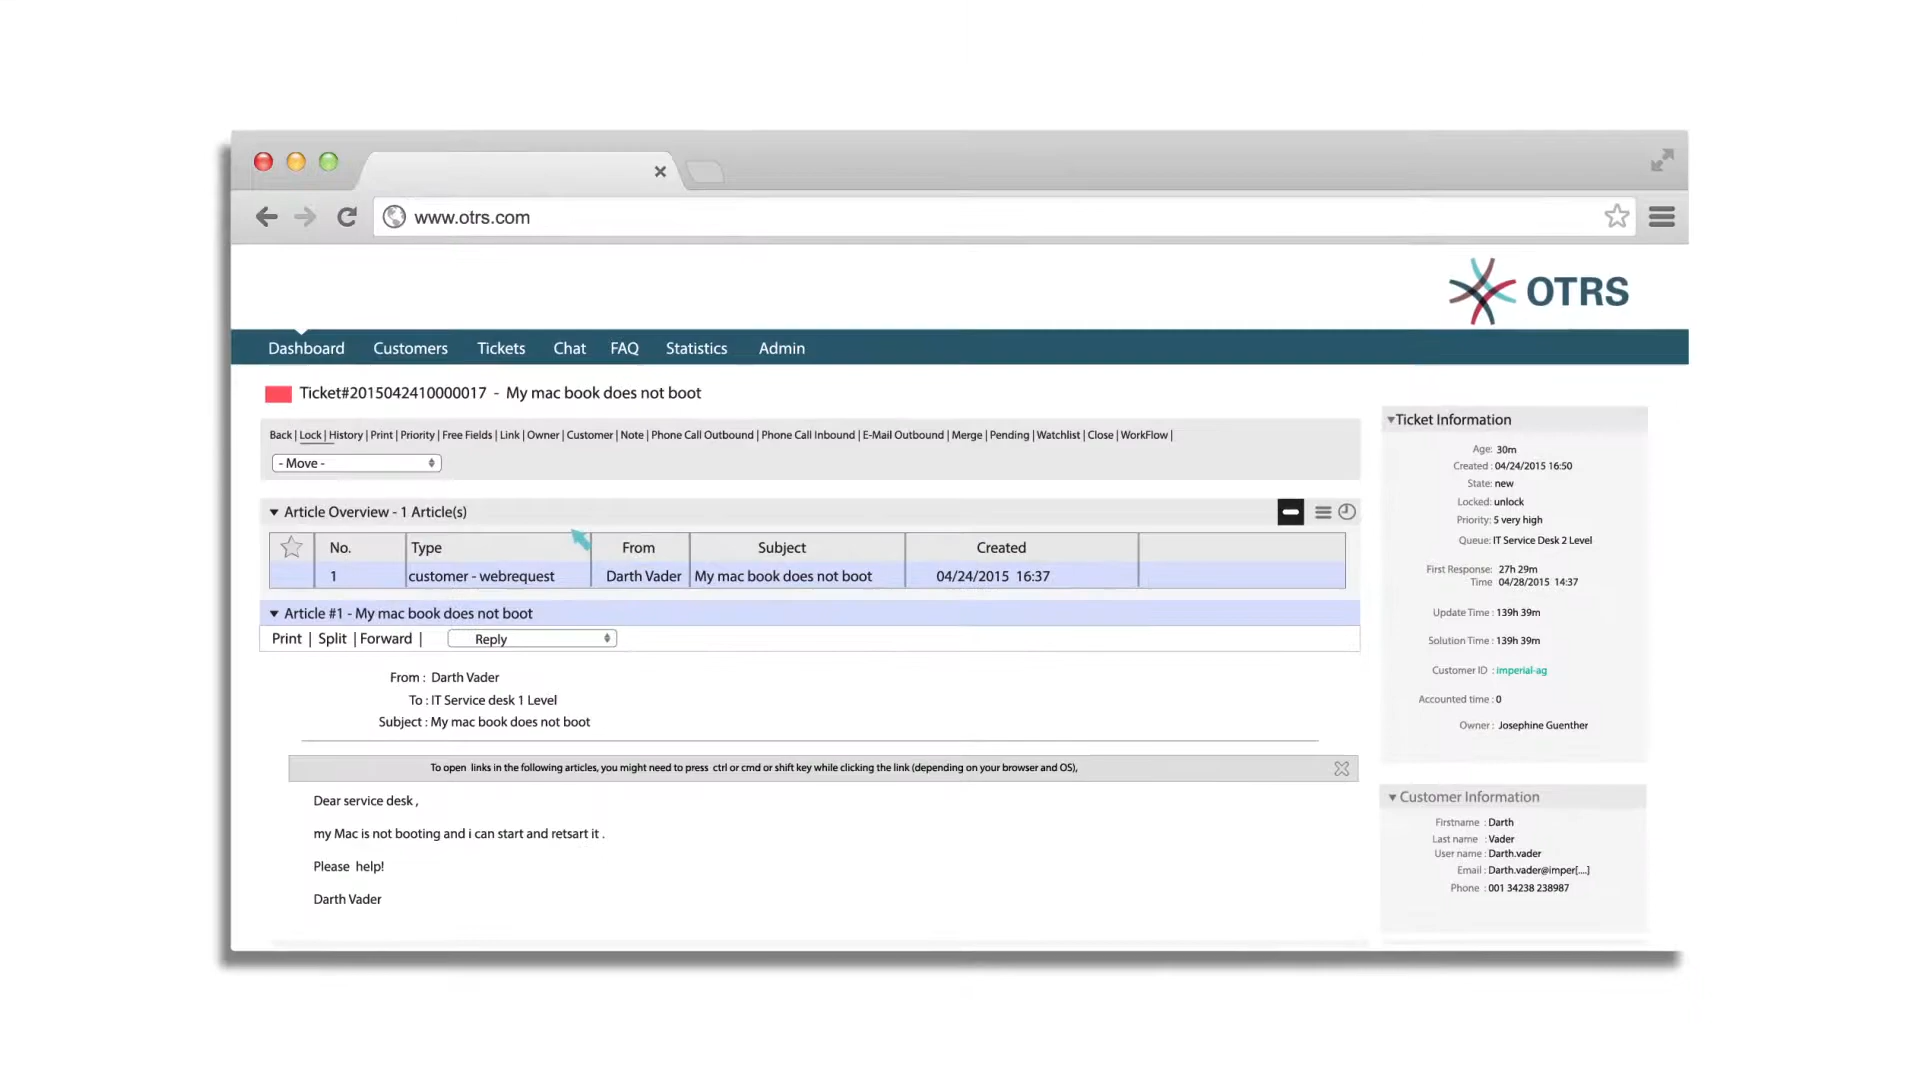 www.otrs.com
OTRS
Dashboard Customers Tickets Chat FAQ Statistics Admin
Ticket#2015042410000017 - My mac book does not boot
Back | Lock | History | Print | Priority | Free Fields | Link | Owner | Customer | Note | Phone Call Outbound | Phone Call Inbound | E-Mail Outbound | Merge | Pending | Watchlist | Close | WorkFlow |
- Move -
Article Overview - 1 Article(s)
No. Type From Subject Created
1 customer - webrequest Darth Vader My mac book does not boot 04/24/2015 16:37
Article #1 - My mac book does not boot
Print | Split | Forward | Reply
From : Darth Vader
To : IT Service desk 1 Level
Subject : My mac book does not boot
To open links in the following articles, you might need to press ctrl or cmd or shift key while clicking the link (depending on your browser and OS),
Dear service desk ,
my Mac is not booting and i can start and retsart it .
Please help!
Darth Vader
Ticket Information
Age: 30m
Created : 04/24/2015 16:50
State: new
Locked: unlock
Priority: 5 very high
Queue: IT Service Desk 2 Level
First Response: 27h 29m
Time 04/28/2015 14:37
Update Time : 139h 39m
Solution Time : 139h 39m
Customer ID : imperial-ag
Accounted time : 0
Owner : Josephine Guenther
Customer Information
Firstname : Darth
Last name : Vader
User name : Darth.vader
Email : Darth.vader@imper[....]
Phone : 001 34238 238987